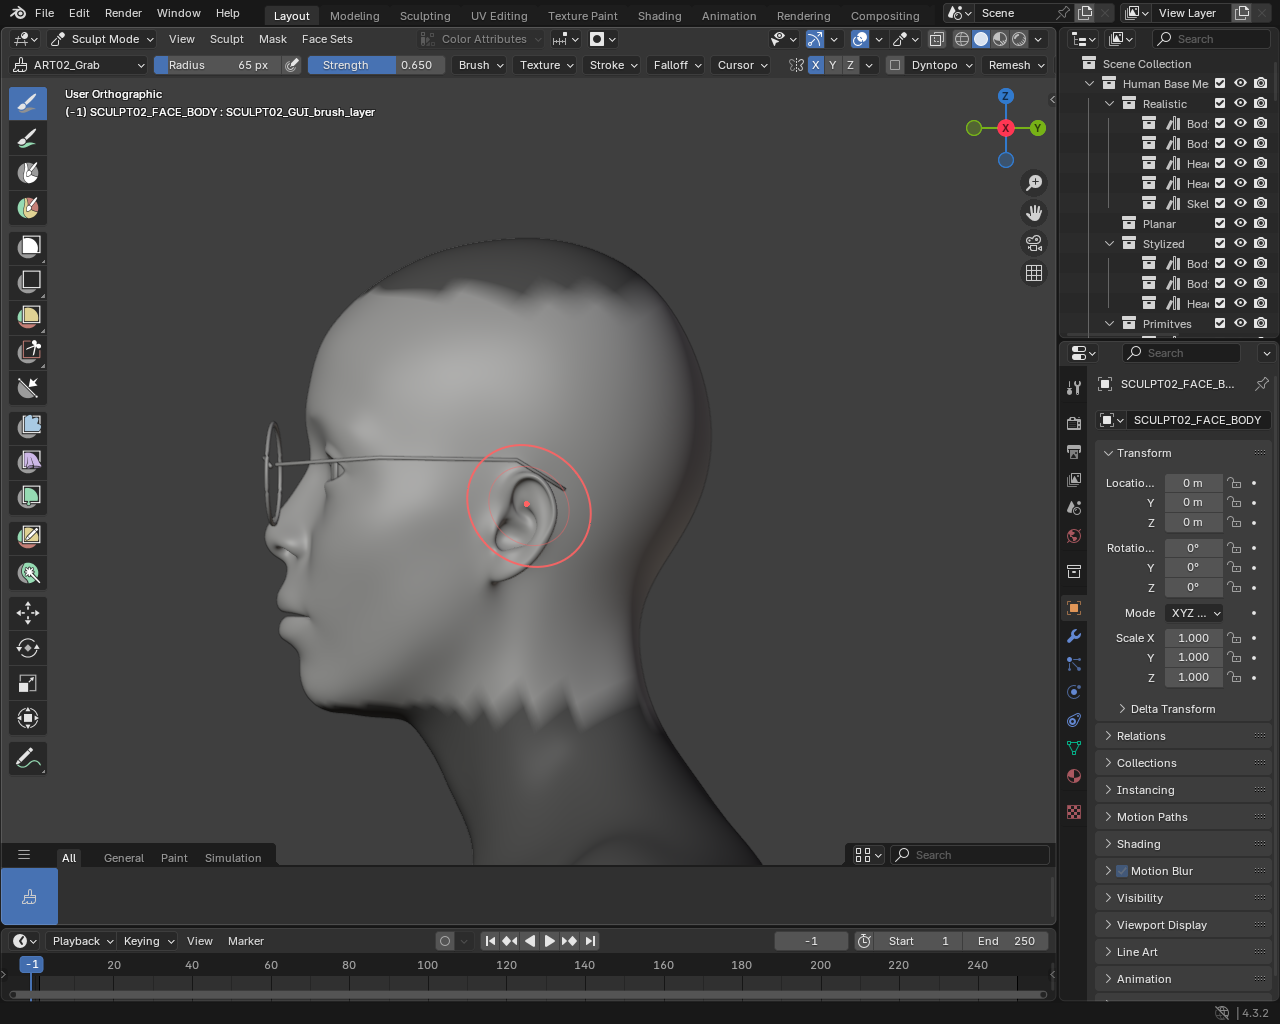 File Edit Render Window Help Layout Modeling Sculpting UV Editing Texture Paint Shading Animation Rendering Compositing Scene View Layer
Sculpt Mode View Sculpt Mask Face Sets Color Attributes Search
ART02_Grab Radius 65 px Strength 0.650 Brush Texture Stroke Falloff Cursor X Y Z Dyntopo Remesh
User Orthographic
(-1) SCULPT02_FACE_BODY : SCULPT02_GUI_brush_layer
Z
X
Y
Scene Collection
Human Base Me
Realistic
Bod
Bod
Hea
Hea
Skel
Planar
Stylized
Bod
Bod
Hea
Primitves
Search
SCULPT02_FACE_B...
SCULPT02_FACE_BODY
Transform
Locatio... 0 m
Y 0 m
Z 0 m
Rotatio... 0°
Y 0°
Z 0°
Mode XYZ ...
Scale X 1.000
Y 1.000
Z 1.000
Delta Transform
Relations
Collections
Instancing
Motion Paths
Shading
Motion Blur
Visibility
Viewport Display
Line Art
Animation
All General Paint Simulation Search
Playback Keying View Marker -1 Start 1 End 250
-1 20 40 60 80 100 120 140 160 180 200 220 240
4.3.2